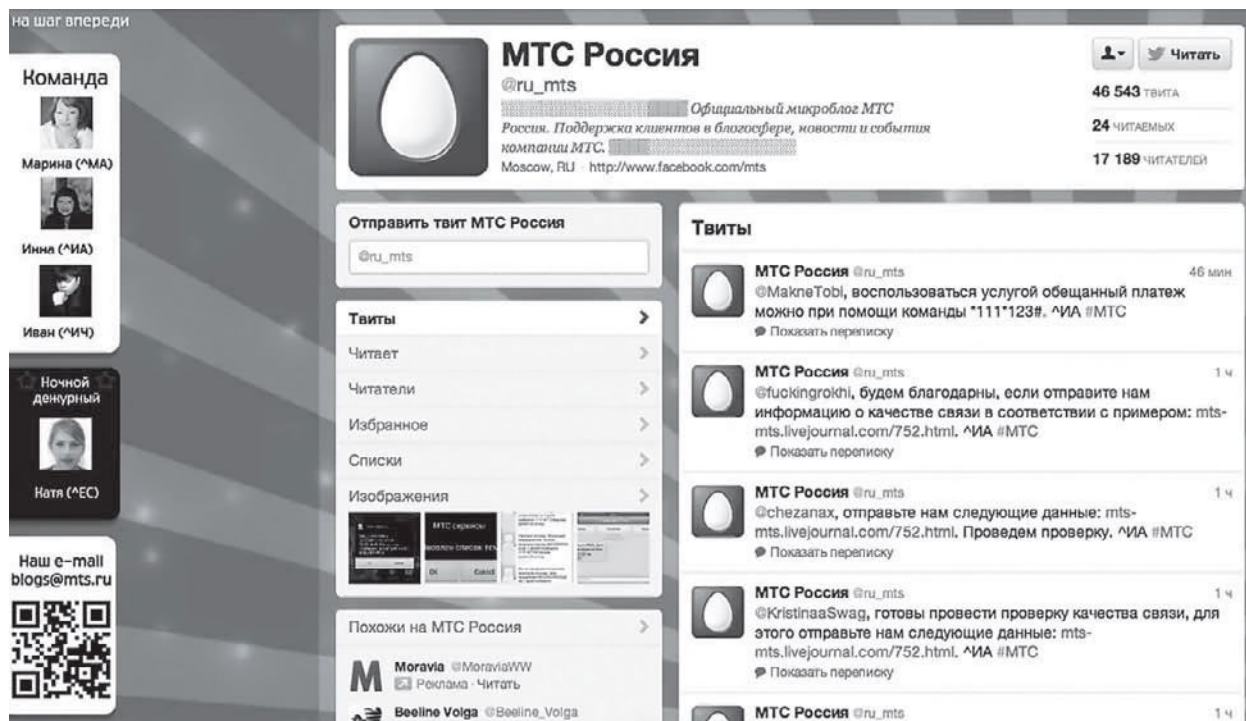 на шаг впереди
Команда
Марина (^МА)
Инна (^ИА)
Иван (^ИЧ)
Ночной
дежурный
Катя (^ЕС)
Наш e-mail
blogs@mts.ru
МТС Россия
@ru_mts
Официальный микроблог МТС
Россия. Поддержка клиентов в блогосфере, новости и события
компании МТС.
Moscow, RU · http://www.facebook.com/mts
Читать
46 543 ТВИТА
24 ЧИТАЕМЫХ
17 189 ЧИТАТЕЛЕЙ
Отправить твит МТС Россия
@ru_mts
Твиты
Читает
Читатели
Избранное
Списки
Изображения
МТС сервисы
Похожи на МТС Россия
Moravia @MoraviaWW
Реклама · Читать
Beeline Volga @Beeline_Volga
Твиты
МТС Россия @ru_mts 46 мин
@MakneTobi, воспользоваться услугой обещанный платеж
можно при помощи команды *111*123#. ^ИА #МТС
Показать переписку
МТС Россия @ru_mts 1 ч
@fuckingrokhi, будем благодарны, если отправите нам
информацию о качестве связи в соответствии с примером: mts-
mts.livejournal.com/752.html. ^ИА #МТС
Показать переписку
МТС Россия @ru_mts 1 ч
@chezanax, отправьте нам следующие данные: mts-
mts.livejournal.com/752.html. Проведем проверку. ^ИА #МТС
Показать переписку
МТС Россия @ru_mts 1 ч
@KristinaaSwag, готовы провести проверку качества связи, для
этого отправьте нам следующие данные: mts-
mts.livejournal.com/752.html. ^ИА #МТС
Показать переписку
МТС Россия @ru_mts 1 ч